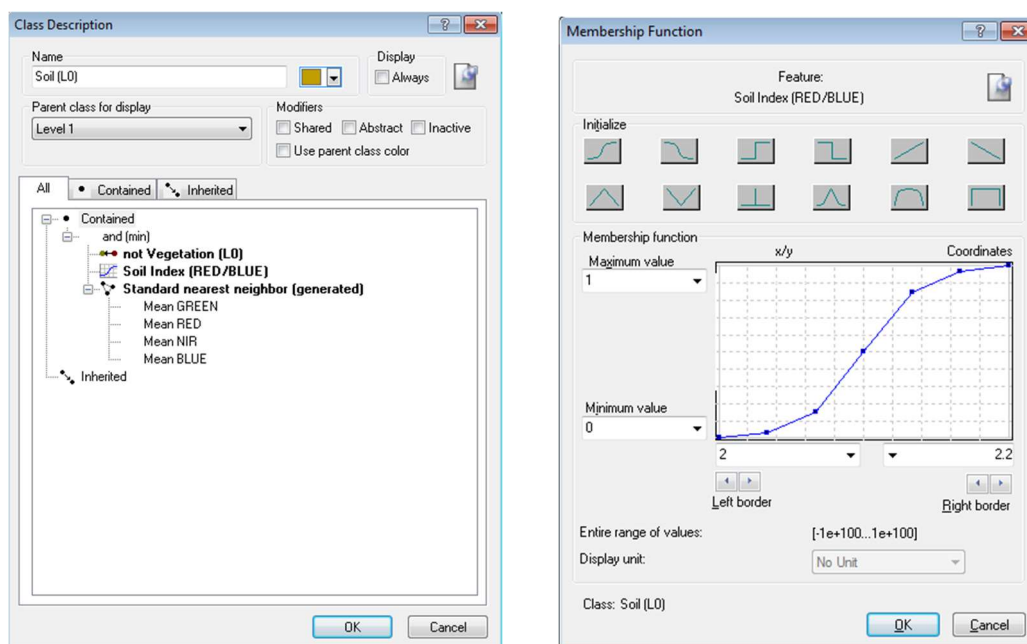 Class Description
Name
Display
Soil (L0)
Always
Parent class for display
Modifiers
Level 1
Shared Abstract Inactive
Use parent class color
All Contained Inherited
Contained
and (min)
not Vegetation (L0)
Soil Index (RED/BLUE)
Standard nearest neighbor (generated)
Mean GREEN
Mean RED
Mean NIR
Mean BLUE
Inherited
OK Cancel
Membership Function
Feature:
Soil Index (RED/BLUE)
Initialize
Membership function
Maximum value
x/y
Coordinates
1
Minimum value
0
2
2.2
Left border
Right border
Entire range of values:
[-1e+100...1e+100]
Display unit:
No Unit
Class: Soil (L0)
OK Cancel